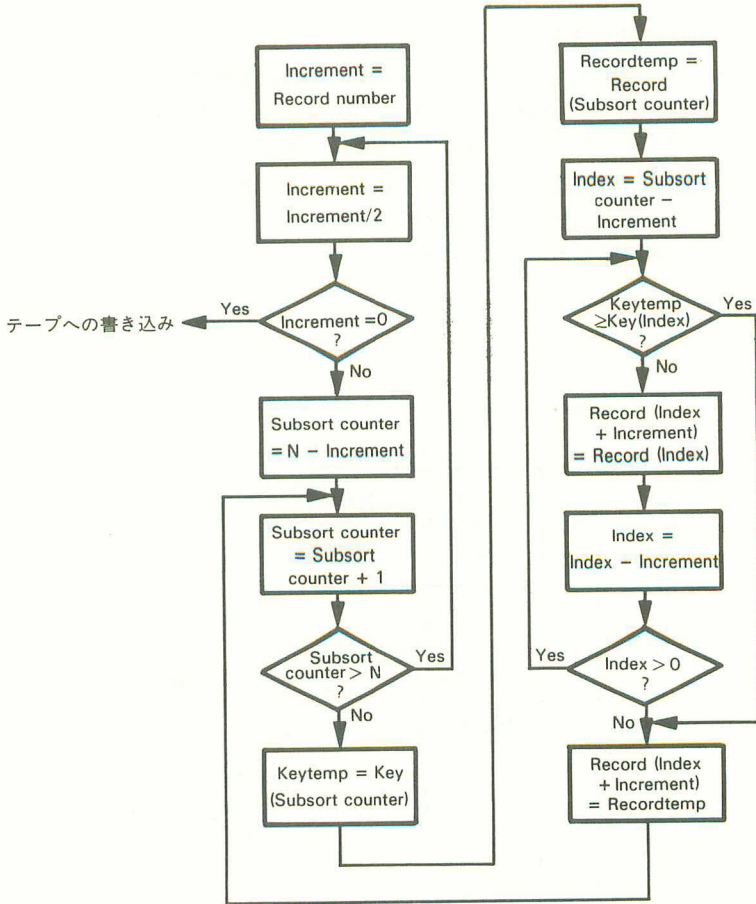 Increment =
Record number
Increment =
Increment/2
Increment =0
?
Yes
テープへの書き込み
No
Subsort counter
= N − Increment
Subsort counter
= Subsort
counter + 1
Subsort
counter > N
?
Yes
No
Keytemp = Key
(Subsort counter)
Recordtemp =
Record
(Subsort counter)
Index = Subsort
counter −
Increment
Keytemp
≥Key(Index)
?
Yes
No
Record (Index
+ Increment)
= Record (Index)
Index =
Index − Increment
Index > 0
?
Yes
No
Record (Index
+ Increment)
= Recordtemp